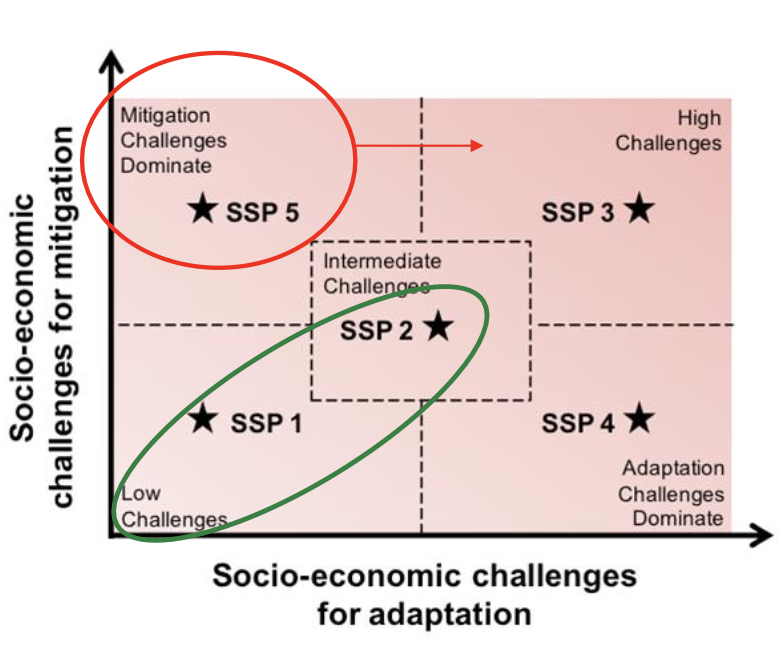 Socio-economic
challenges for mitigation
Mitigation
Challenges
Dominate
SSP 5
High
Challenges
SSP 3
Intermediate
Challenges
SSP 2
SSP 1
Low
Challenges
SSP 4
Adaptation
Challenges
Dominate
Socio-economic challenges
for adaptation